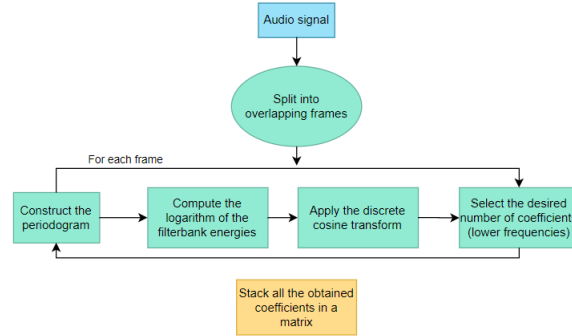 Audio signal
Split into
overlapping frames
For each frame
Construct the
periodogram
Compute the
logarithm of the
filterbank energies
Apply the discrete
cosine transform
Select the desired
number of coefficient
(lower frequencies)
Stack all the obtained
coefficients in a
matrix